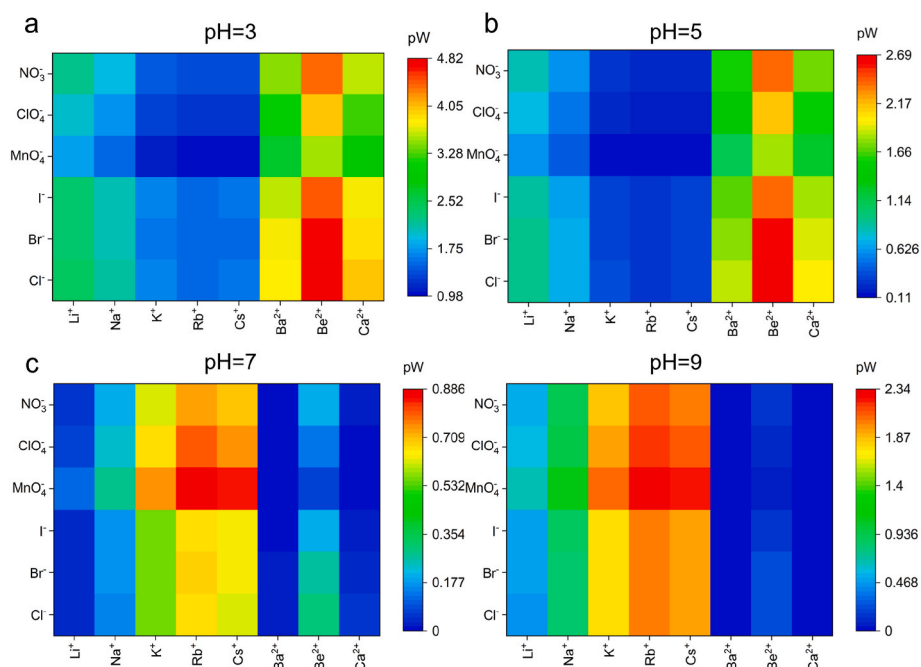 a pH=3 pW
NO₃⁻
ClO₄⁻
MnO₄⁻
I⁻
Br⁻
Cl⁻
4.82
4.05
3.28
2.52
1.75
0.98
Li⁺ Na⁺ K⁺ Rb⁺ Cs⁺ Ba²⁺ Be²⁺ Ca²⁺
b pH=5 pW
NO₃⁻
ClO₄⁻
MnO₄⁻
I⁻
Br⁻
Cl⁻
2.69
2.17
1.66
1.14
0.626
0.11
Li⁺ Na⁺ K⁺ Rb⁺ Cs⁺ Ba²⁺ Be²⁺ Ca²⁺
c pH=7 pW
NO₃⁻
ClO₄⁻
MnO₄⁻
I⁻
Br⁻
Cl⁻
0.886
0.709
0.532
0.354
0.177
0
Li⁺ Na⁺ K⁺ Rb⁺ Cs⁺ Ba²⁺ Be²⁺ Ca²⁺
pH=9 pW
NO₃⁻
ClO₄⁻
MnO₄⁻
I⁻
Br⁻
Cl⁻
2.34
1.87
1.4
0.936
0.468
0
Li⁺ Na⁺ K⁺ Rb⁺ Cs⁺ Ba²⁺ Be²⁺ Ca²⁺